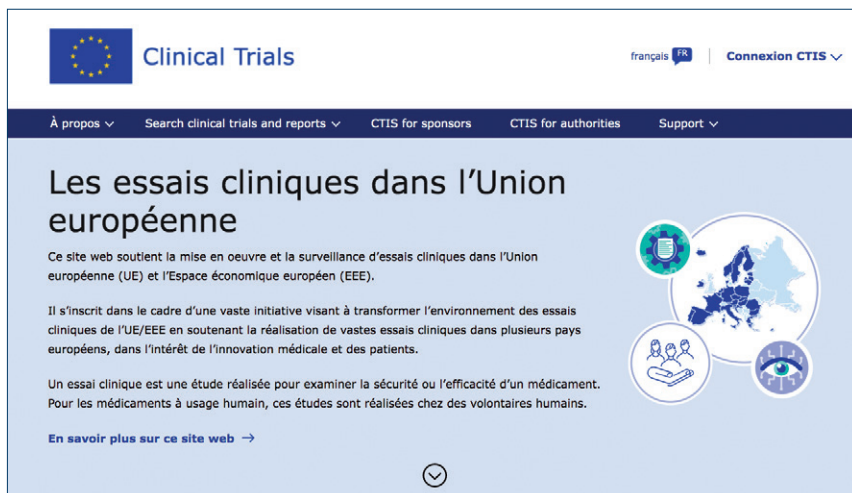 Clinical Trials
français FR
Connexion CTIS
À propos
Search clinical trials and reports
CTIS for sponsors
CTIS for authorities
Support
Les essais cliniques dans l’Union
européenne
Ce site web soutient la mise en oeuvre et la surveillance d’essais cliniques dans l’Union
européenne (UE) et l’Espace économique européen (EEE).
Il s’inscrit dans le cadre d’une vaste initiative visant à transformer l’environnement des essais
cliniques de l’UE/EEE en soutenant la réalisation de vastes essais cliniques dans plusieurs pays
européens, dans l’intérêt de l’innovation médicale et des patients.
Un essai clinique est une étude réalisée pour examiner la sécurité ou l’efficacité d’un médicament.
Pour les médicaments à usage humain, ces études sont réalisées chez des volontaires humains.
En savoir plus sur ce site web →